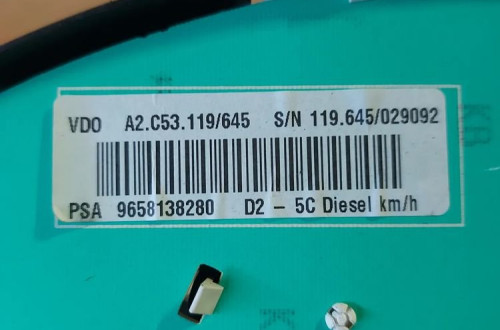 VDO A2.C53.119/645 S/N 119.645/029092
PSA 9658138280 D2 - 5C Diesel km/h